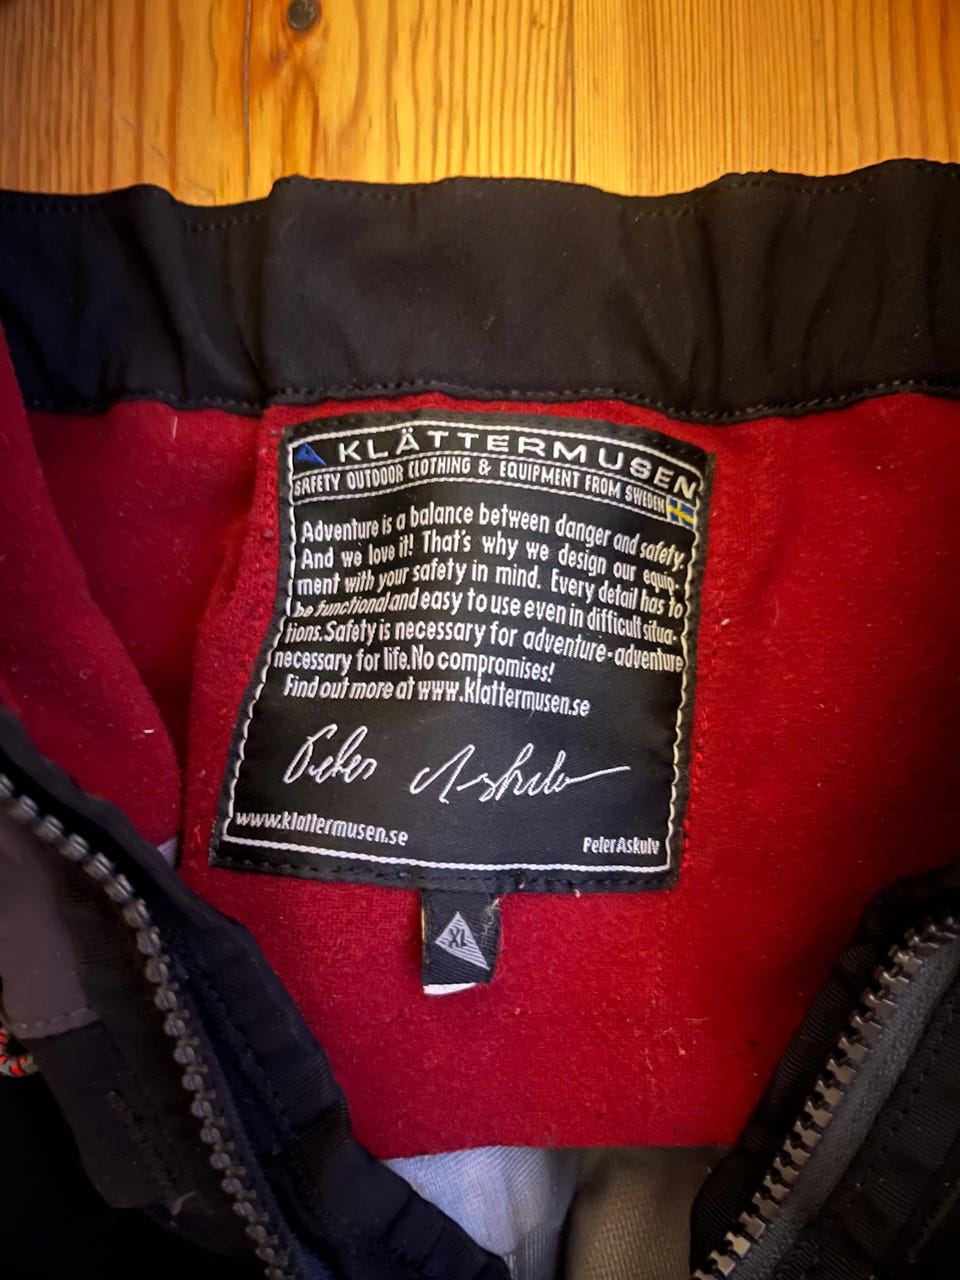 KLÄTTERMUSEN
SAFETY OUTDOOR CLOTHING & EQUIPMENT FROM SWEDEN
Adventure is a balance between danger and safety.
And we love it! That's why we design our equip-
ment with your safety in mind. Every detail has to
be functional and easy to use even in difficult situa-
tions. Safety is necessary for adventure-adventure
necessary for life. No compromises!
Find out more at www.klattermusen.se
Peter Askulv
www.klattermusen.se
Peter Askulv
XL